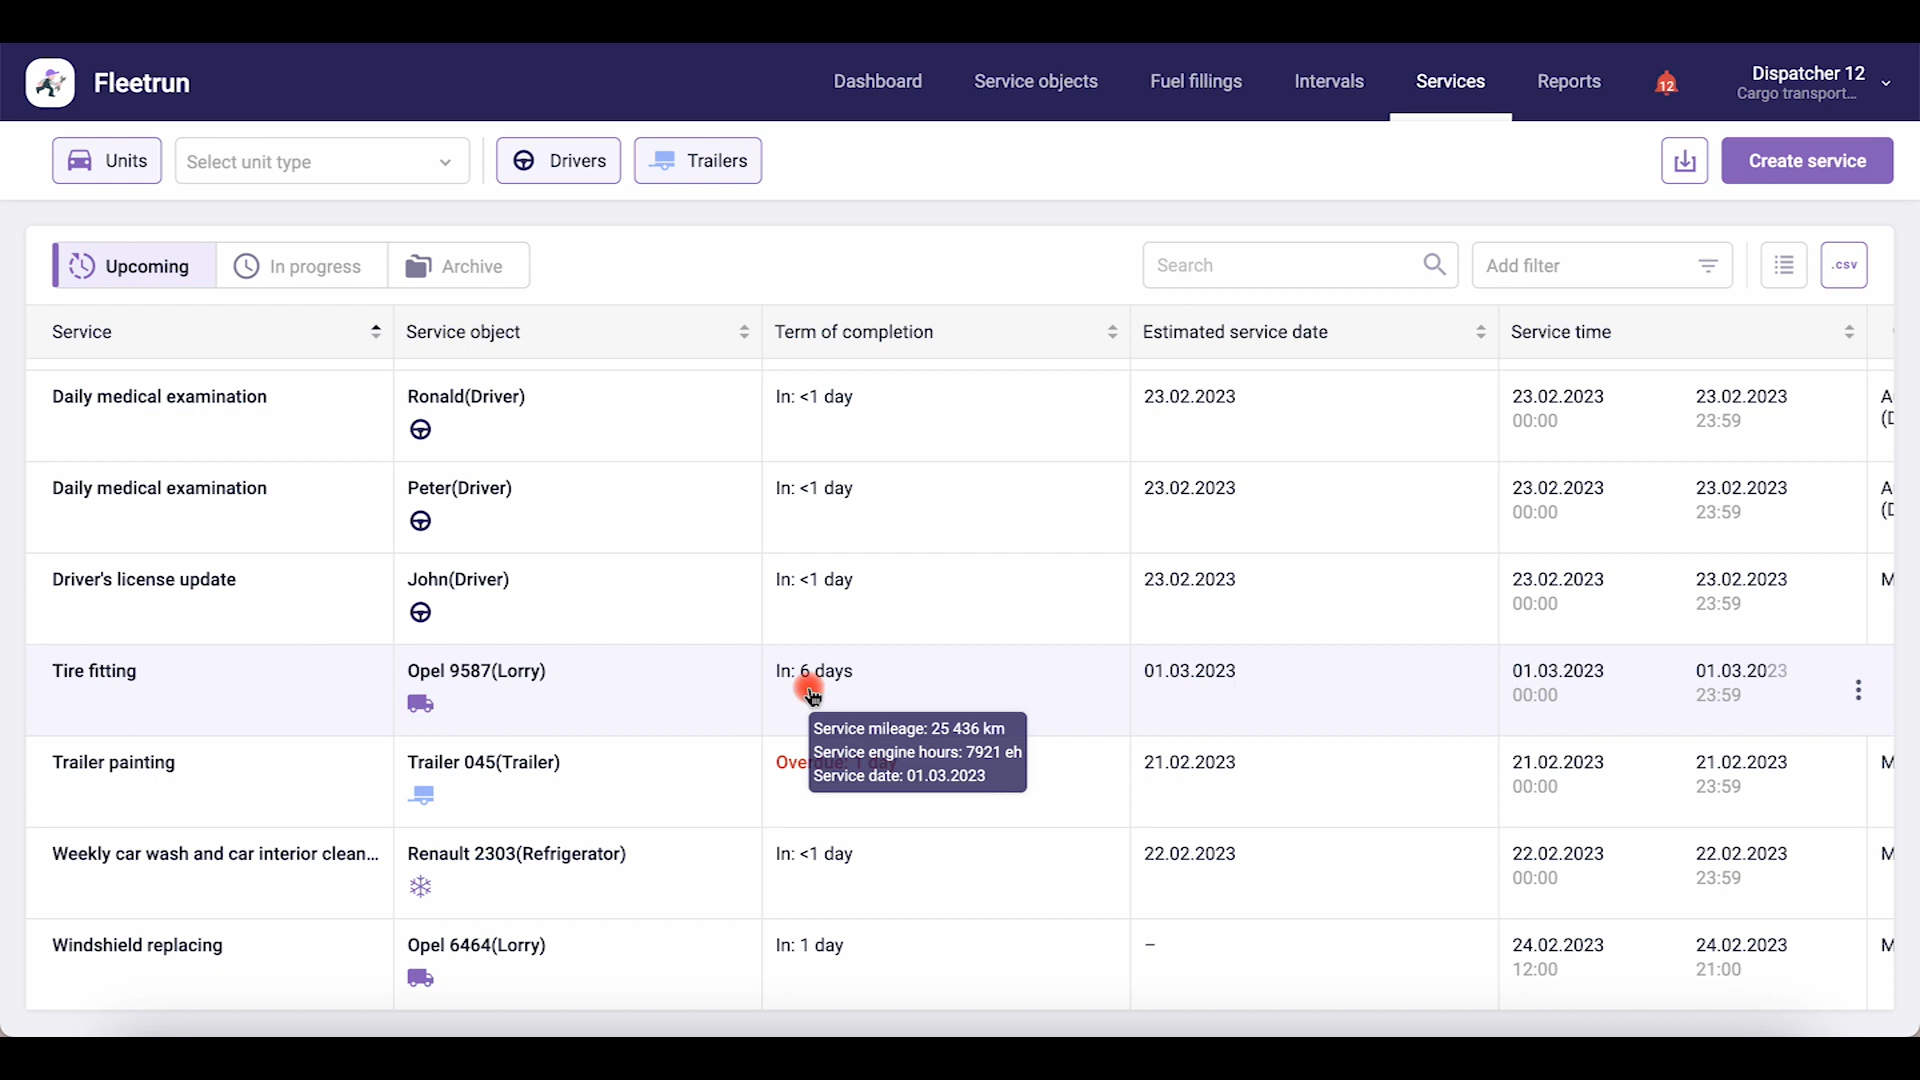 Fleetrun
Dashboard
Service objects
Fuel fillings
Intervals
Services
Reports
12
Dispatcher 12
Cargo transport...
Units
Select unit type
Drivers
Trailers
Create service
Upcoming
In progress
Archive
Search
Add filter
.csv
Service
Service object
Term of completion
Estimated service date
Service time
Daily medical examination
Ronald(Driver)
In: <1 day
23.02.2023
23.02.2023
00:00
23.02.2023
23:59
Daily medical examination
Peter(Driver)
In: <1 day
23.02.2023
23.02.2023
00:00
23.02.2023
23:59
Driver's license update
John(Driver)
In: <1 day
23.02.2023
23.02.2023
00:00
23.02.2023
23:59
M
Tire fitting
Opel 9587(Lorry)
In: 6 days
01.03.2023
01.03.2023
00:00
01.03.2023
23:59
Service mileage: 25 436 km
Service engine hours: 7921 eh
Service date: 01.03.2023
Trailer painting
Trailer 045(Trailer)
Overdue: 1 day
21.02.2023
21.02.2023
00:00
21.02.2023
23:59
M
Weekly car wash and car interior clean...
Renault 2303(Refrigerator)
In: <1 day
22.02.2023
22.02.2023
00:00
22.02.2023
23:59
M
Windshield replacing
Opel 6464(Lorry)
In: 1 day
–
24.02.2023
12:00
24.02.2023
21:00
M